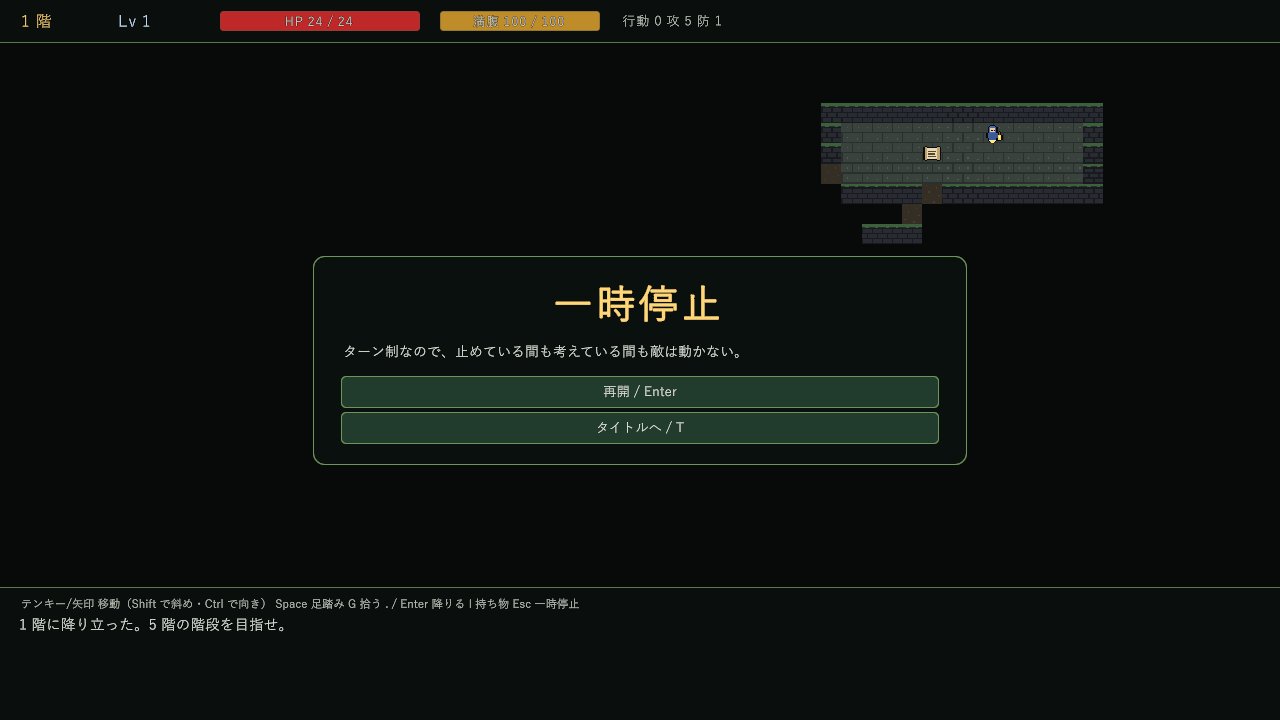 1 階 Lv 1 HP 24 / 24 満腹 100 / 100 行動 0 攻 5 防 1
一時停止
ターン制なので、止めている間も考えている間も敵は動かない。
再開 / Enter
タイトルへ / T
テンキー/矢印 移動（Shift で斜め・Ctrl で向き） Space 足踏み G 拾う . / Enter 降りる I 持ち物 Esc 一時停止
1 階に降り立った。5 階の階段を目指せ。